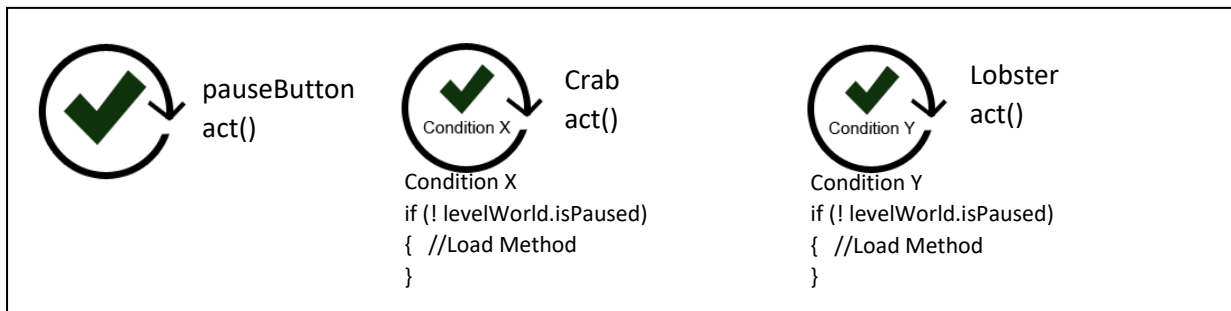 pauseButton
act()
Condition X
Crab
act()
Condition X
if (! levelWorld.isPaused)
{   //Load Method
}
Condition Y
Lobster
act()
Condition Y
if (! levelWorld.isPaused)
{   //Load Method
}